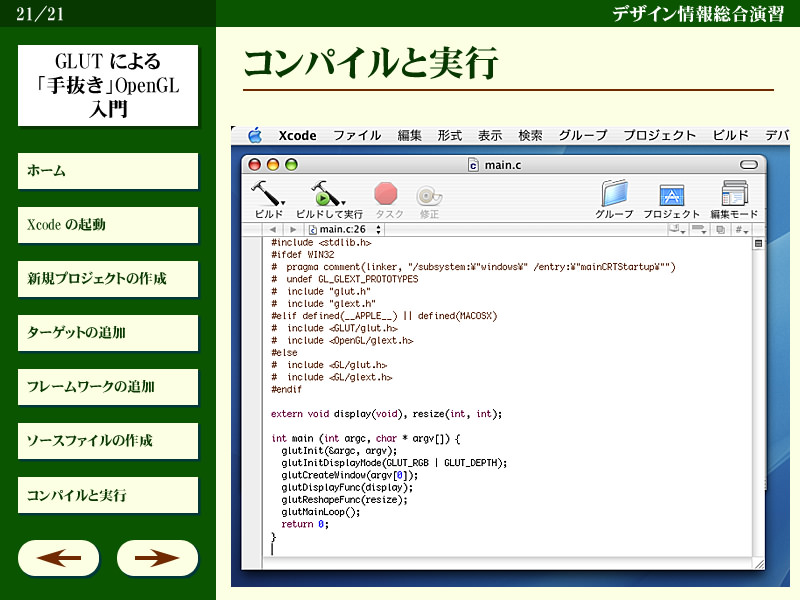 21/21
デザイン情報総合演習
GLUT による
「手抜き」OpenGL
入門
ホーム
Xcode の起動
新規プロジェクトの作成
ターゲットの追加
フレームワークの追加
ソースファイルの作成
コンパイルと実行
コンパイルと実行
Xcode ファイル 編集 形式 表示 検索 グループ プロジェクト ビルド デバ
main.c
ビルド ビルドして実行 タスク 修正 グループ プロジェクト 編集モード
main.c:26
#include <stdlib.h>
#ifdef WIN32
#  pragma comment(linker, "/subsystem:¥"windows¥" /entry:¥"mainCRTStartup¥"")
#  undef GL_GLEXT_PROTOTYPES
#  include "glut.h"
#  include "glext.h"
#elif defined(__APPLE__) || defined(MACOSX)
#  include <GLUT/glut.h>
#  include <OpenGL/glext.h>
#else
#  include <GL/glut.h>
#  include <GL/glext.h>
#endif
extern void display(void), resize(int, int);
int main (int argc, char * argv[]) {
  glutInit(&argc, argv);
  glutInitDisplayMode(GLUT_RGB | GLUT_DEPTH);
  glutCreateWindow(argv[0]);
  glutDisplayFunc(display);
  glutReshapeFunc(resize);
  glutMainLoop();
  return 0;
}